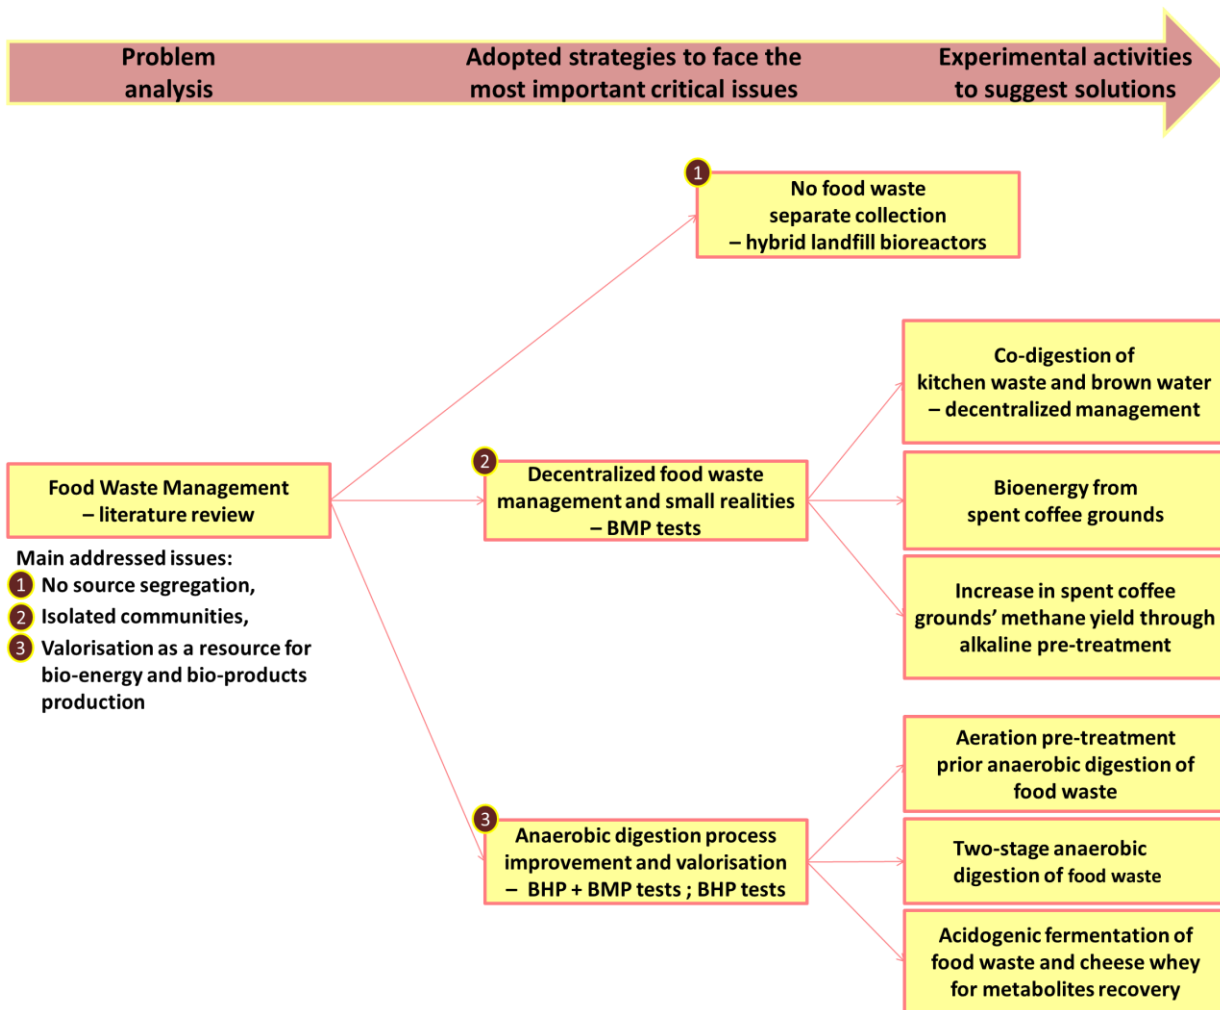 Problem
analysis
Adopted strategies to face the
most important critical issues
Experimental activities
to suggest solutions
1
No food waste
separate collection
– hybrid landfill bioreactors
Food Waste Management
– literature review
Main addressed issues:
1 No source segregation,
2 Isolated communities,
3 Valorisation as a resource for
bio-energy and bio-products
production
2
Decentralized food waste
management and small realities
– BMP tests
Co-digestion of
kitchen waste and brown water
– decentralized management
Bioenergy from
spent coffee grounds
Increase in spent coffee
grounds’ methane yield through
alkaline pre-treatment
3
Anaerobic digestion process
improvement and valorisation
– BHP + BMP tests ; BHP tests
Aeration pre-treatment
prior anaerobic digestion of
food waste
Two-stage anaerobic
digestion of food waste
Acidogenic fermentation of
food waste and cheese whey
for metabolites recovery